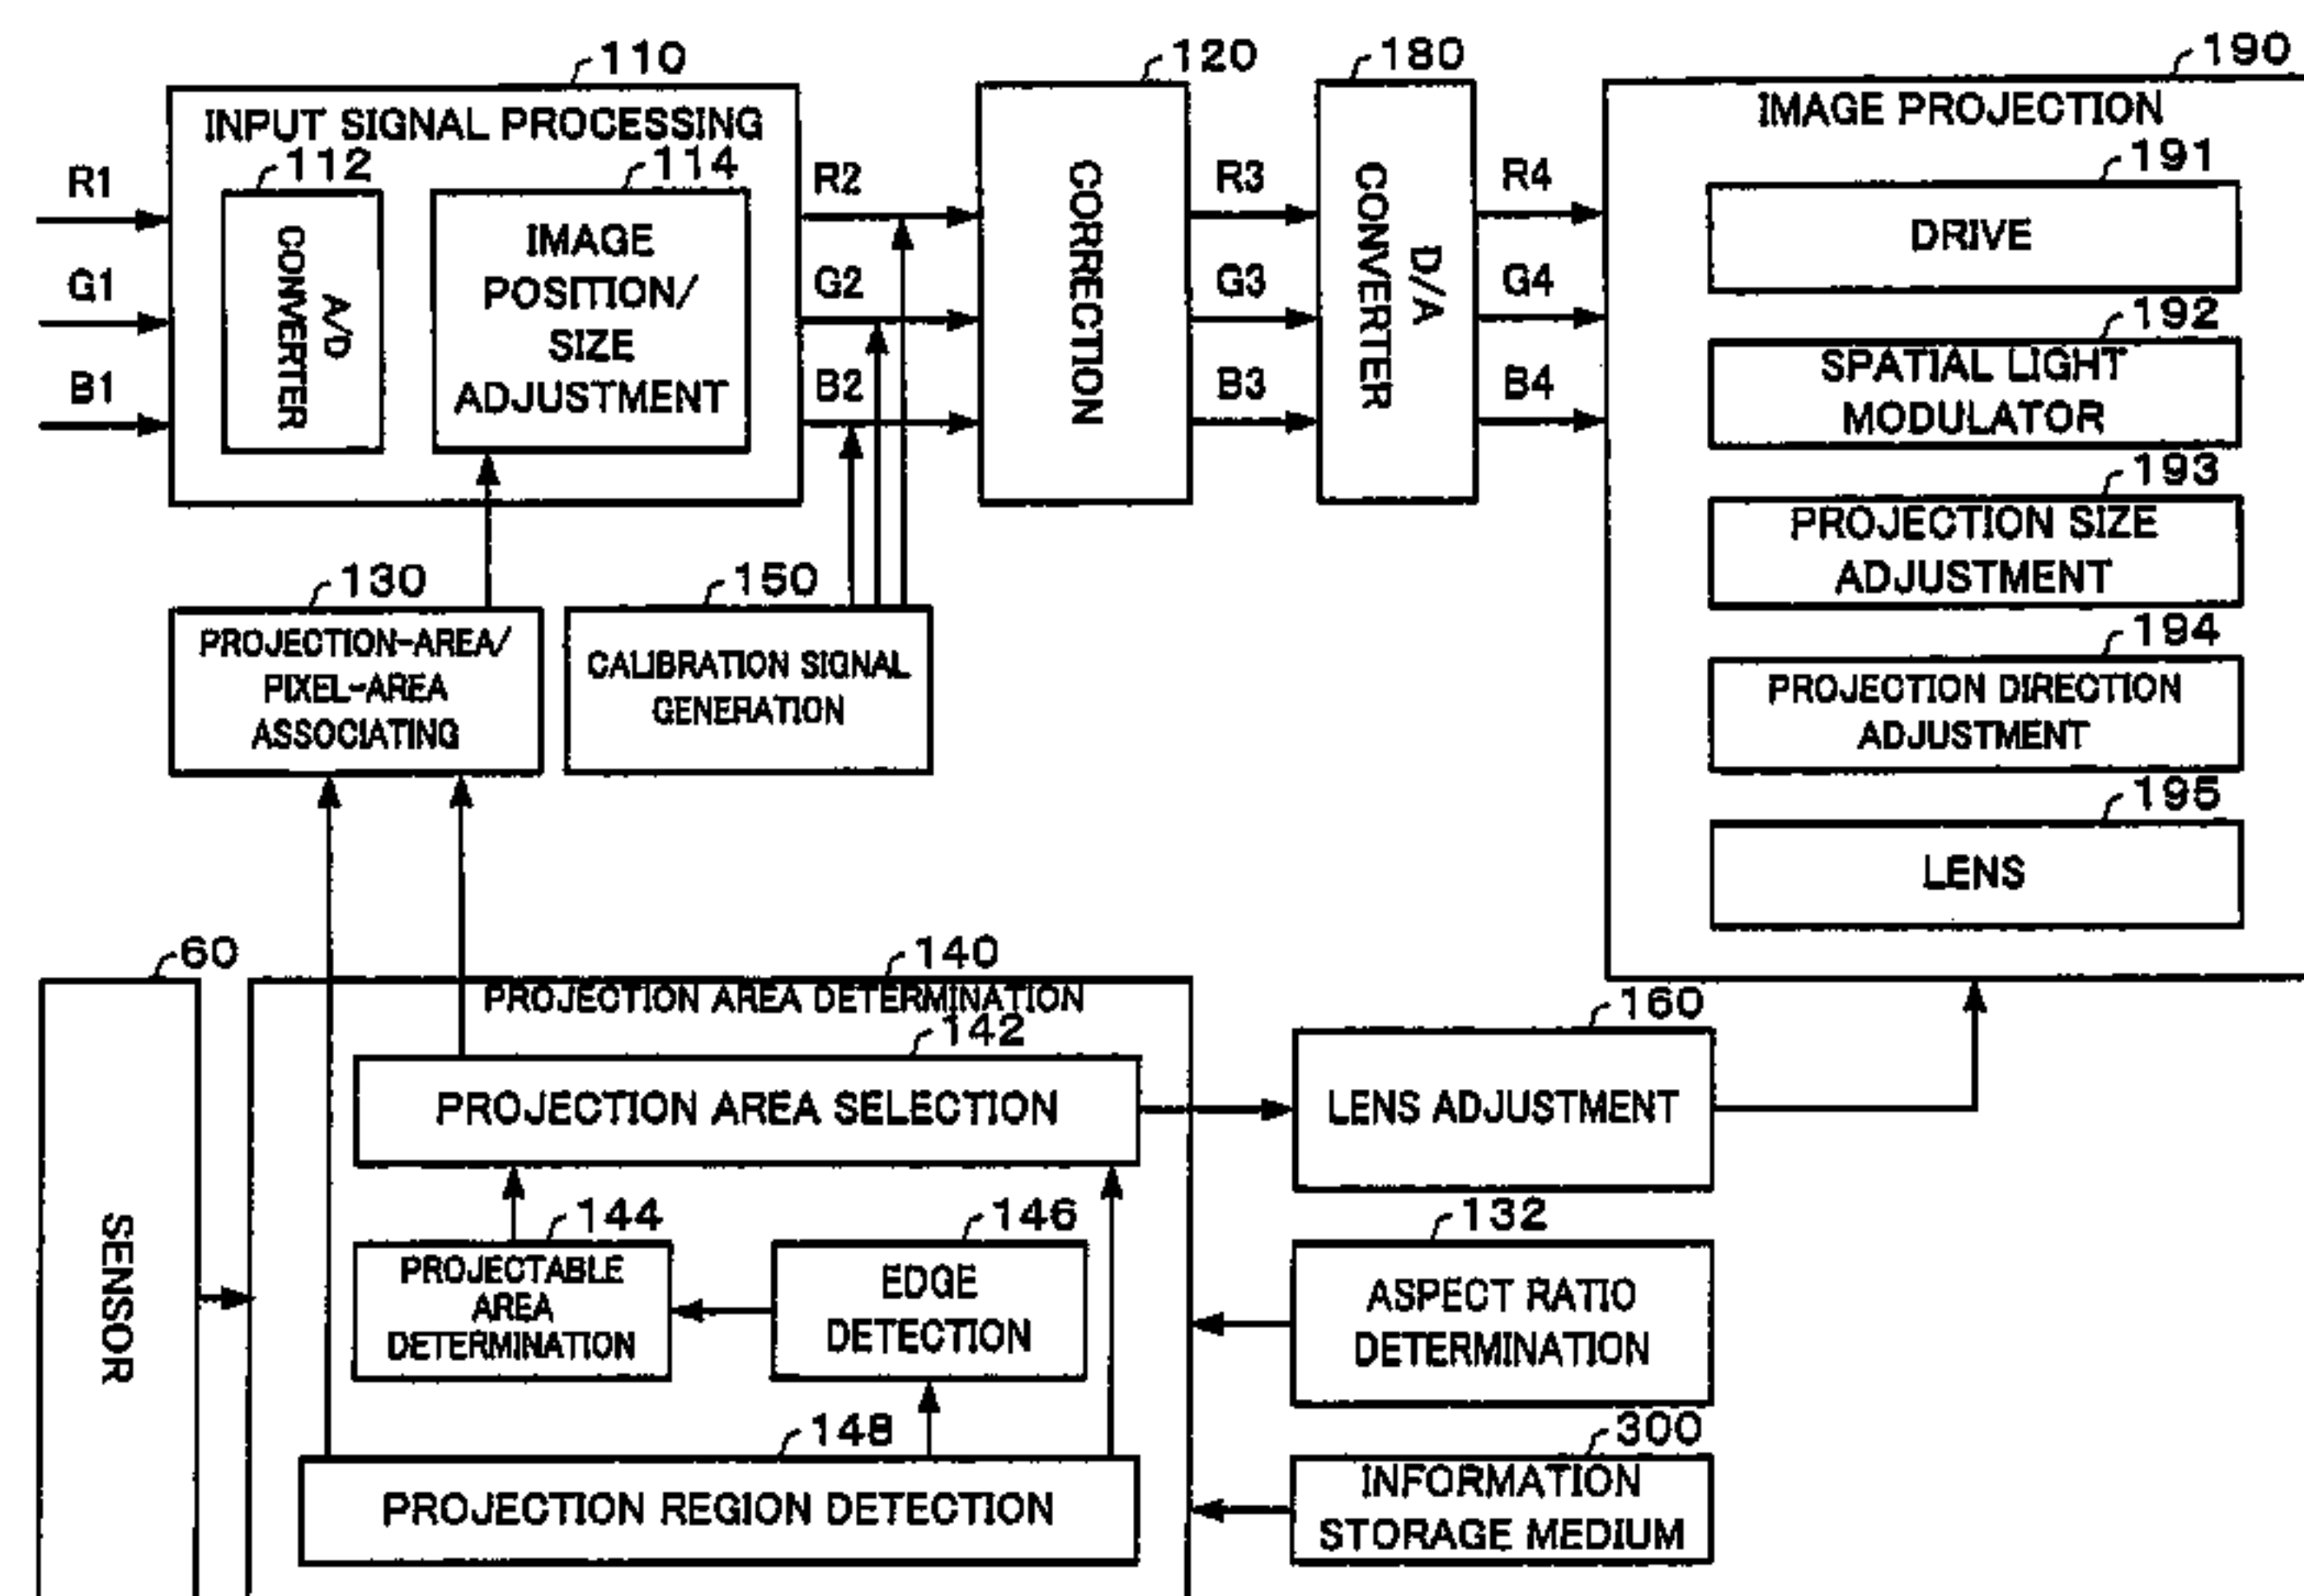 110
120
180
190
INPUT SIGNAL PROCESSING
112
114
A/D
CONVERTER
IMAGE
POSITION/
SIZE
ADJUSTMENT
R1
G1
B1
R2
G2
B2
CORRECTION
R3
G3
B3
D/A
CONVERTER
R4
G4
B4
IMAGE PROJECTION
191
DRIVE
192
SPATIAL LIGHT
MODULATOR
193
PROJECTION SIZE
ADJUSTMENT
194
PROJECTION DIRECTION
ADJUSTMENT
195
LENS
130
PROJECTION-AREA/
PIXEL-AREA
ASSOCIATING
150
CALIBRATION SIGNAL
GENERATION
60
SENSOR
140
PROJECTION AREA DETERMINATION
142
PROJECTION AREA SELECTION
144
PROJECTABLE
AREA
DETERMINATION
146
EDGE
DETECTION
148
PROJECTION REGION DETECTION
160
LENS ADJUSTMENT
132
ASPECT RATIO
DETERMINATION
300
INFORMATION
STORAGE MEDIUM